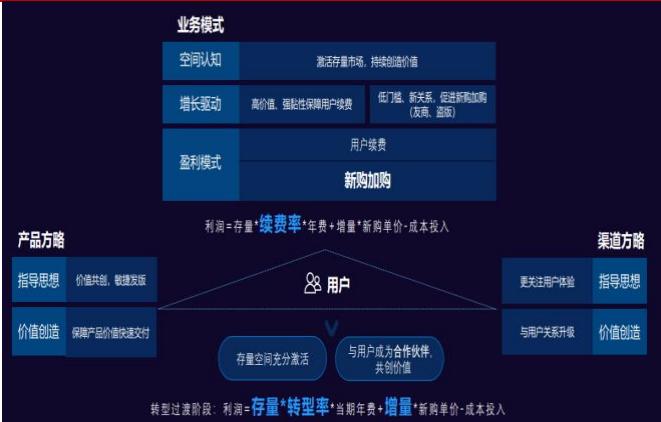 业务模式
空间认知
激活存量市场，持续创造价值
增长驱动
高价值、强黏性保障用户续费
低门槛、新关系，促进新购加购
（友商、盗版）
盈利模式
用户续费
新购加购
利润=存量*续费率*年费+增量*新购单价-成本投入
产品方略
指导思想
价值共创，敏捷发版
价值创造
保障产品价值快速交付
用户
渠道方略
更关注用户体验
指导思想
与用户关系升级
价值创造
存量空间充分激活
与用户成为合作伙伴，
共创价值
转型过渡阶段：利润=存量*转型率*当期年费+增量*新购单价-成本投入